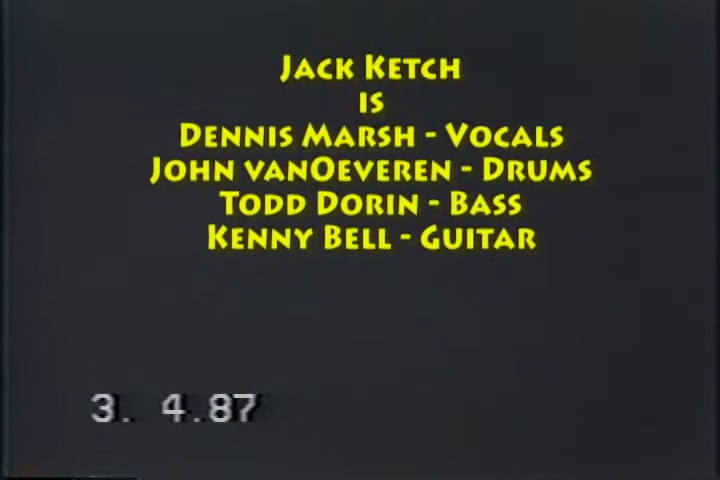 Jack Ketch
is
Dennis Marsh - Vocals
John vanOeveren - Drums
Todd Dorin - Bass
Kenny Bell - Guitar
3. 4.87